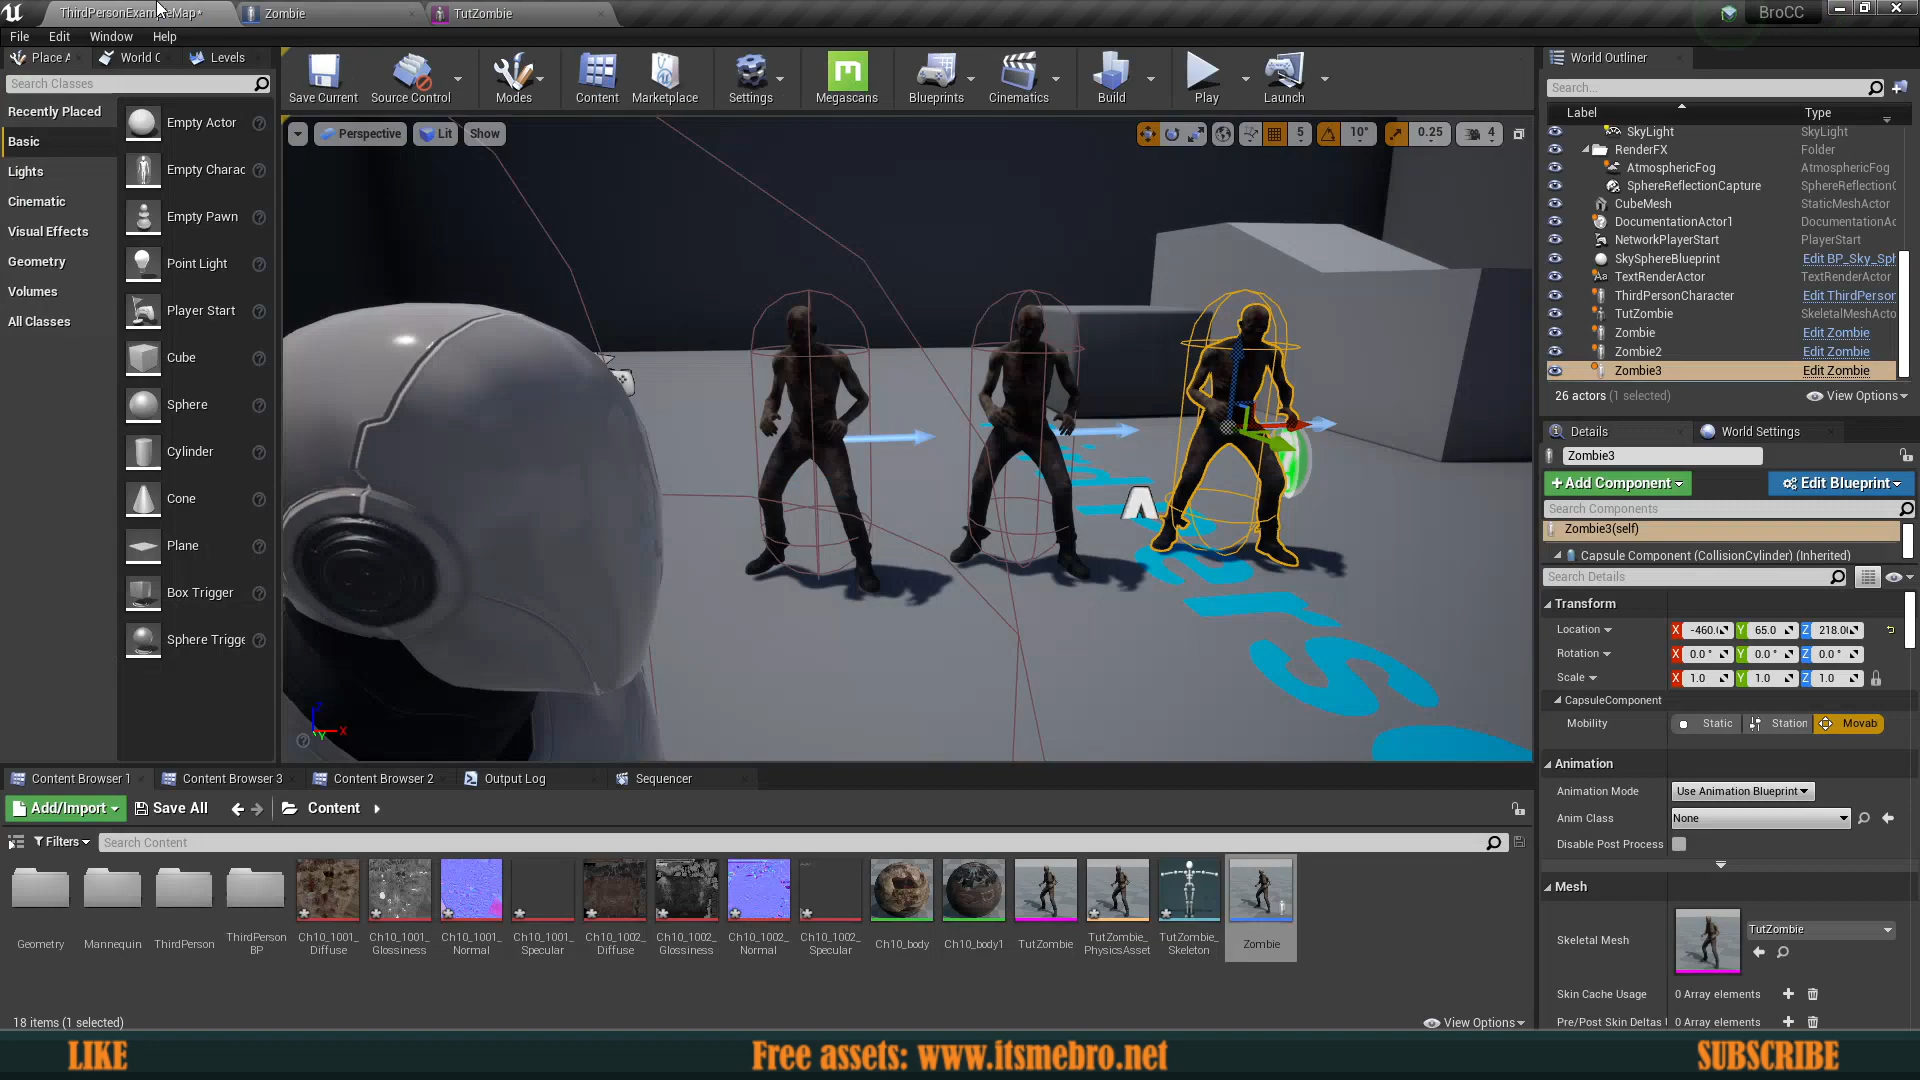 ThirdPersonExampleMap*
Zombie
TutZombie
BroCC
File
Edit
Window
Help
Place A
World C
Levels
Search Classes
Recently Placed
Basic
Lights
Cinematic
Visual Effects
Geometry
Volumes
All Classes
Empty Actor
Empty Charac
Empty Pawn
Point Light
Player Start
Cube
Sphere
Cylinder
Cone
Plane
Box Trigger
Sphere Trigge
Save Current
Source Control
Modes
Content
Marketplace
Settings
Megascans
Blueprints
Cinematics
Build
Play
Launch
Perspective
Lit
Show
5
10°
0.25
4
World Outliner
Search...
Label
Type
SkyLight
SkyLight
RenderFX
Folder
AtmosphericFog
AtmosphericFog
SphereReflectionCapture
SphereReflectionC
CubeMesh
StaticMeshActor
DocumentationActor1
DocumentationAc
NetworkPlayerStart
PlayerStart
SkySphereBlueprint
Edit BP_Sky_Sph
TextRenderActor
TextRenderActor
ThirdPersonCharacter
Edit ThirdPerson
TutZombie
SkeletalMeshActo
Zombie
Edit Zombie
Zombie2
Edit Zombie
Zombie3
Edit Zombie
26 actors (1 selected)
View Options
Details
World Settings
Zombie3
+Add Component
Edit Blueprint
Search Components
Zombie3(self)
Capsule Component (CollisionCylinder) (Inherited)
Search Details
Transform
Location
X -460.
Y 65.0
Z 218.0
Rotation
X 0.0 °
Y 0.0 °
Z 0.0 °
Scale
X 1.0
Y 1.0
Z 1.0
CapsuleComponent
Mobility
Static
Station
Movab
Animation
Animation Mode
Use Animation Blueprint
Anim Class
None
Disable Post Process
Mesh
Skeletal Mesh
TutZombie
Skin Cache Usage
0 Array elements
Pre/Post Skin Deltas
0 Array elements
Content Browser 1
Content Browser 3
Content Browser 2
Output Log
Sequencer
Add/Import
Save All
Content
Filters
Search Content
Geometry
Mannequin
ThirdPerson
ThirdPerson
BP
Ch10_1001_
Diffuse
Ch10_1001_
Glossiness
Ch10_1001_
Normal
Ch10_1001_
Specular
Ch10_1002_
Diffuse
Ch10_1002_
Glossiness
Ch10_1002_
Normal
Ch10_1002_
Specular
Ch10_body
Ch10_body1
TutZombie
TutZombie_
PhysicsAsset
TutZombie_
Skeleton
Zombie
18 items (1 selected)
View Options
LIKE
Free assets: www.itsmebro.net
SUBSCRIBE